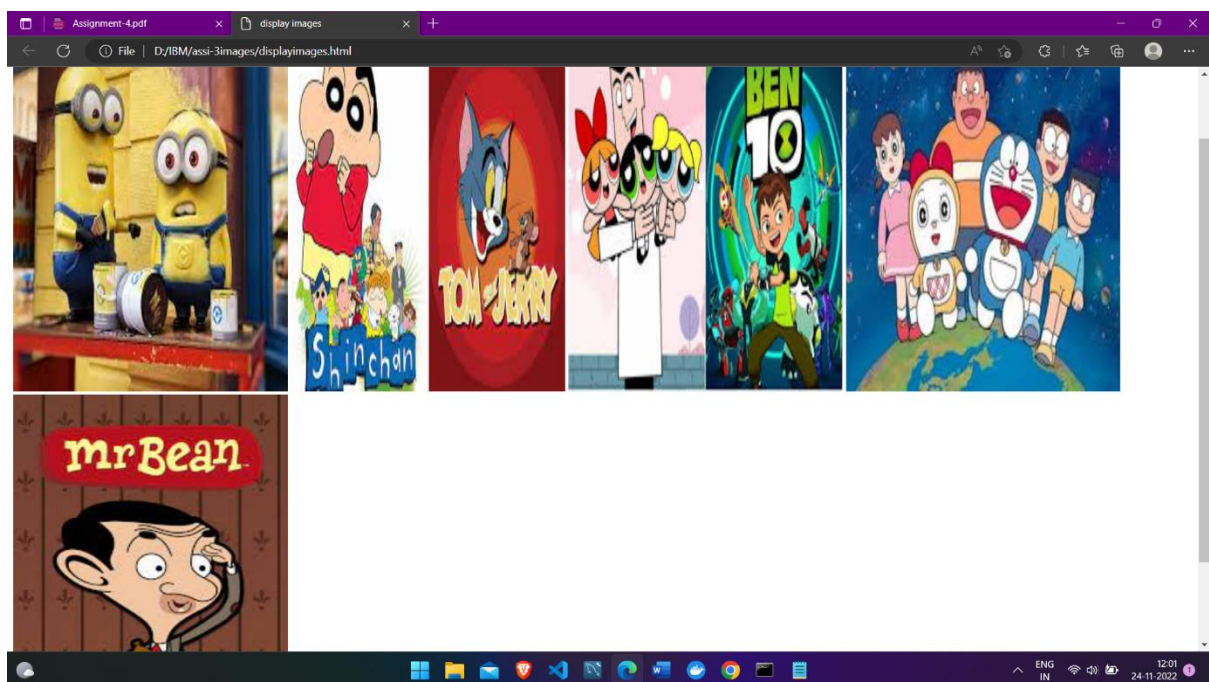 Assignment-4.pdf
display images
File | D:/IBM/assi-3images/displayimages.html
BEN
10
TOM and JERRY
Shinchan
mrBean
ENG
IN
12:01
24-11-2022
1